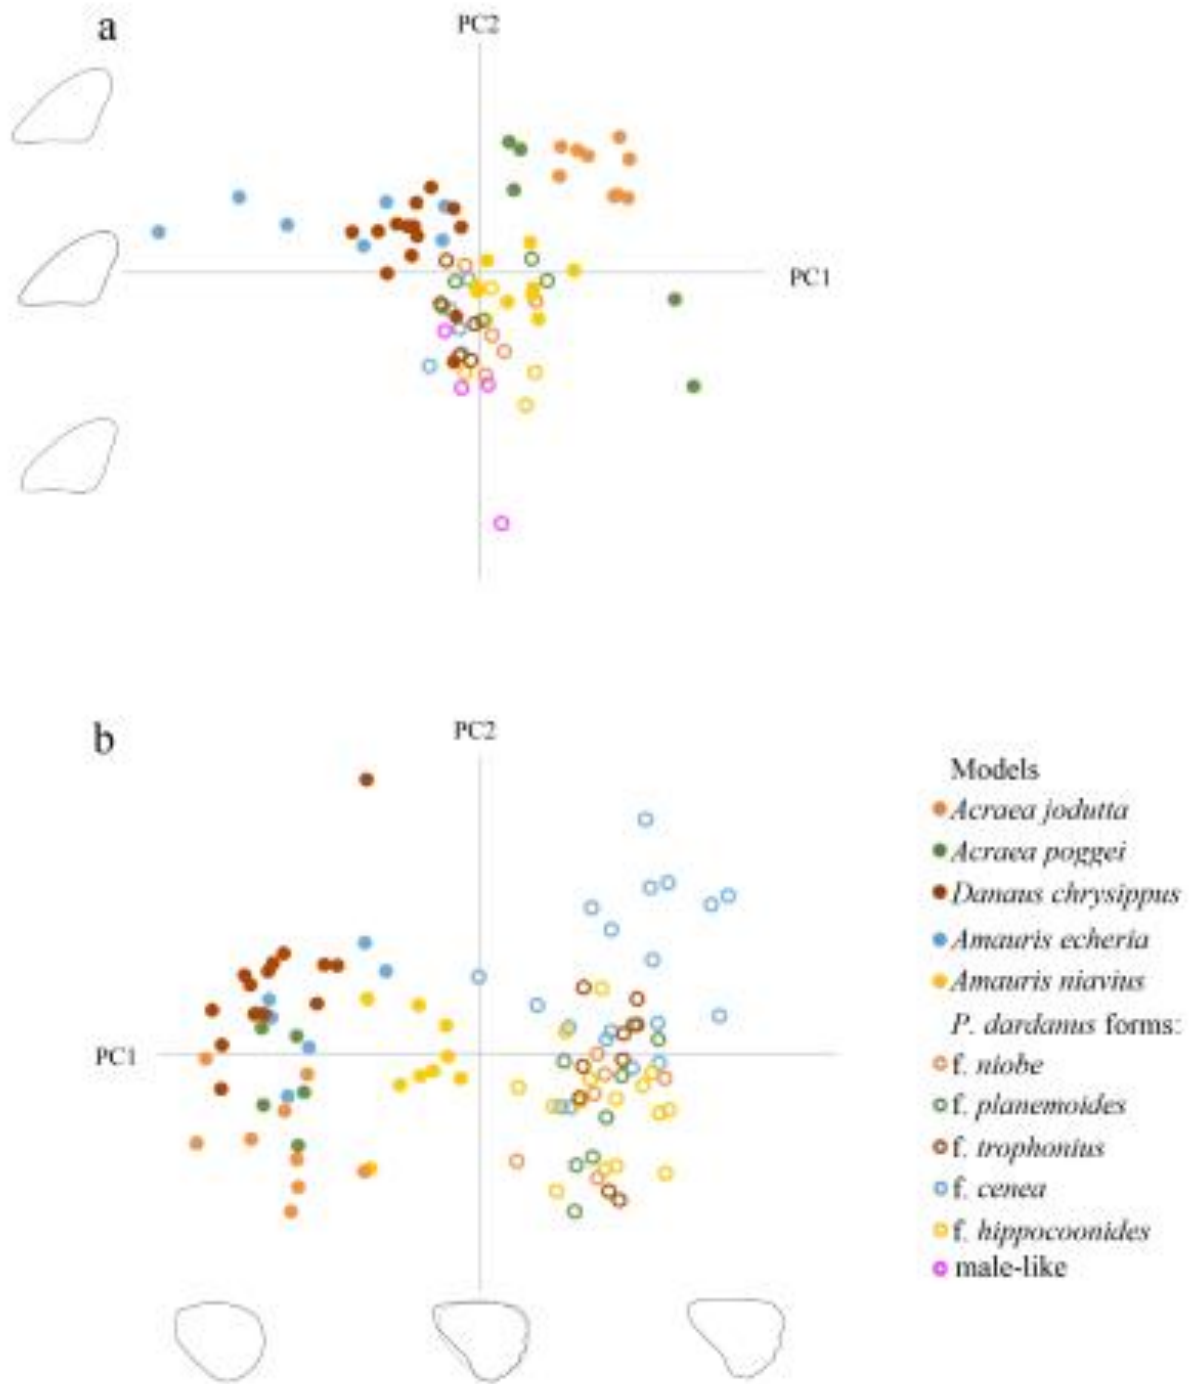 a
PC2
PC1
b
PC2
PC1
Models
Acraea jodutta
Acraea poggei
Danaus chrysippus
Amauris echeria
Amauris niavius
P. dardanus forms:
f. niobe
f. planemoides
f. trophonius
f. cenea
f. hippocoonides
male-like